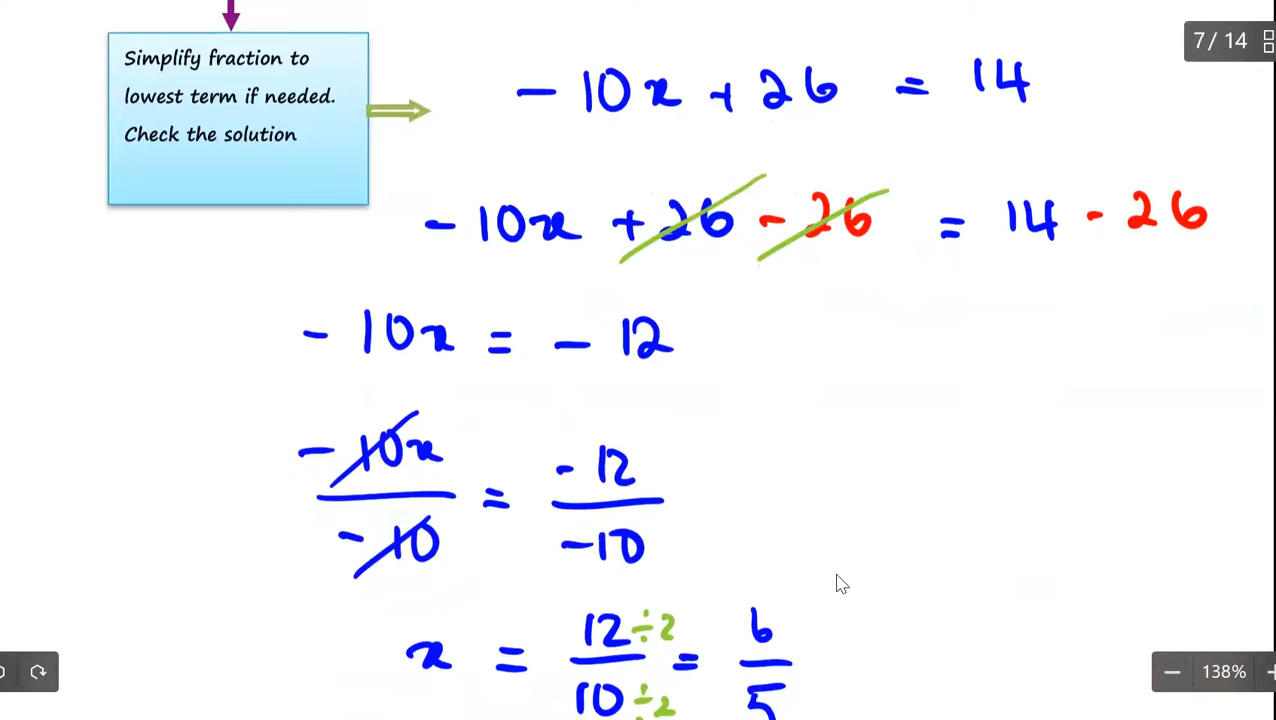 Simplify fraction to
lowest term if needed.
Check the solution
7 / 14
- 10x + 26 = 14
- 10x + 26 - 26 = 14 - 26
- 10x = - 12
- 10x / - 10 = - 12 / - 10
x = 12 ÷2 / 10 ÷2 = 6 / 5
138%